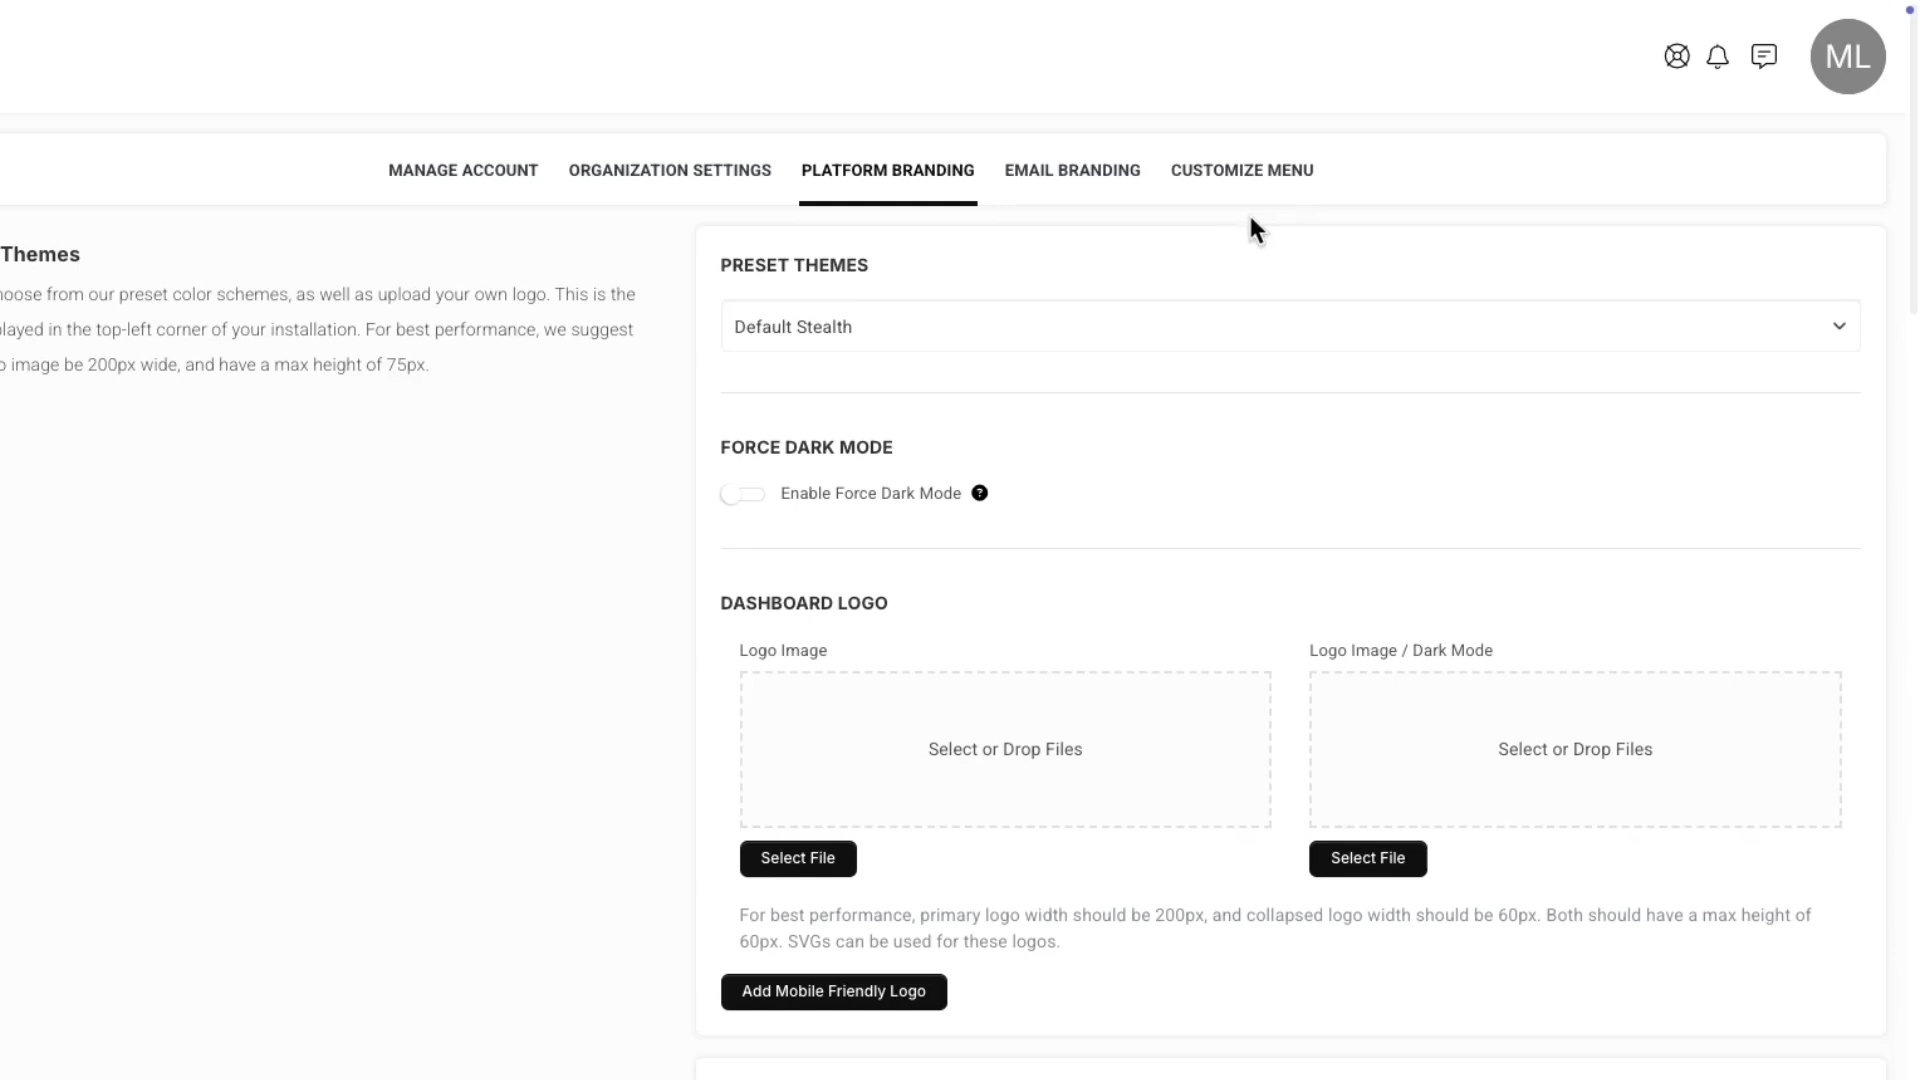 ML
MANAGE ACCOUNT
ORGANIZATION SETTINGS
PLATFORM BRANDING
EMAIL BRANDING
CUSTOMIZE MENU
Themes
hoose from our preset color schemes, as well as upload your own logo. This is the
played in the top-left corner of your installation. For best performance, we suggest
o image be 200px wide, and have a max height of 75px.
PRESET THEMES
Default Stealth
FORCE DARK MODE
Enable Force Dark Mode ?
DASHBOARD LOGO
Logo Image
Select or Drop Files
Select File
Logo Image / Dark Mode
Select or Drop Files
Select File
For best performance, primary logo width should be 200px, and collapsed logo width should be 60px. Both should have a max height of
60px. SVGs can be used for these logos.
Add Mobile Friendly Logo